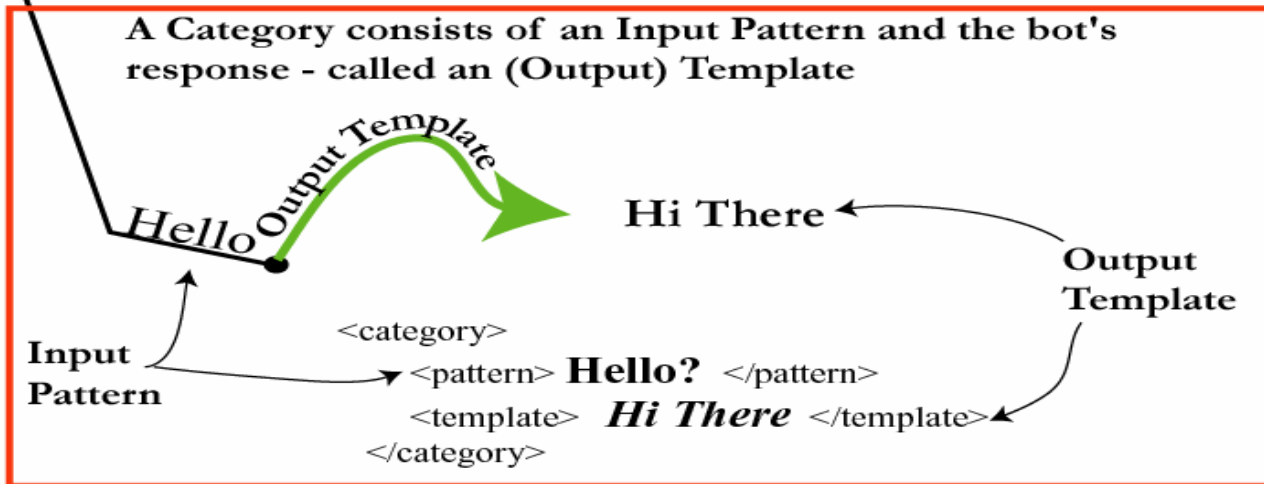 A Category consists of an Input Pattern and the bot's
response - called an (Output) Template
Output Template
Hello
Hi There
Output
Template
Input
Pattern
<category>
<pattern> Hello? </pattern>
<template> Hi There </template>
</category>